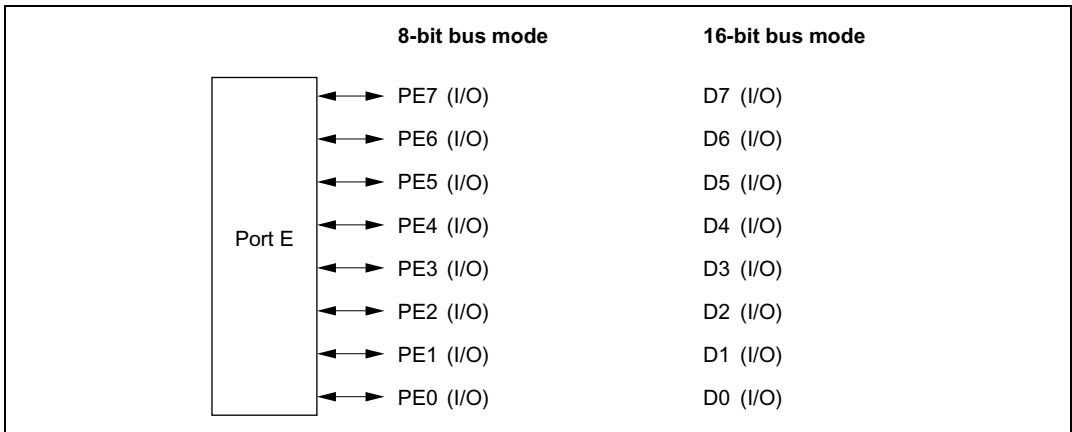 8-bit bus mode 16-bit bus mode
PE7 (I/O) D7 (I/O)
PE6 (I/O) D6 (I/O)
PE5 (I/O) D5 (I/O)
Port E PE4 (I/O) D4 (I/O)
PE3 (I/O) D3 (I/O)
PE2 (I/O) D2 (I/O)
PE1 (I/O) D1 (I/O)
PE0 (I/O) D0 (I/O)